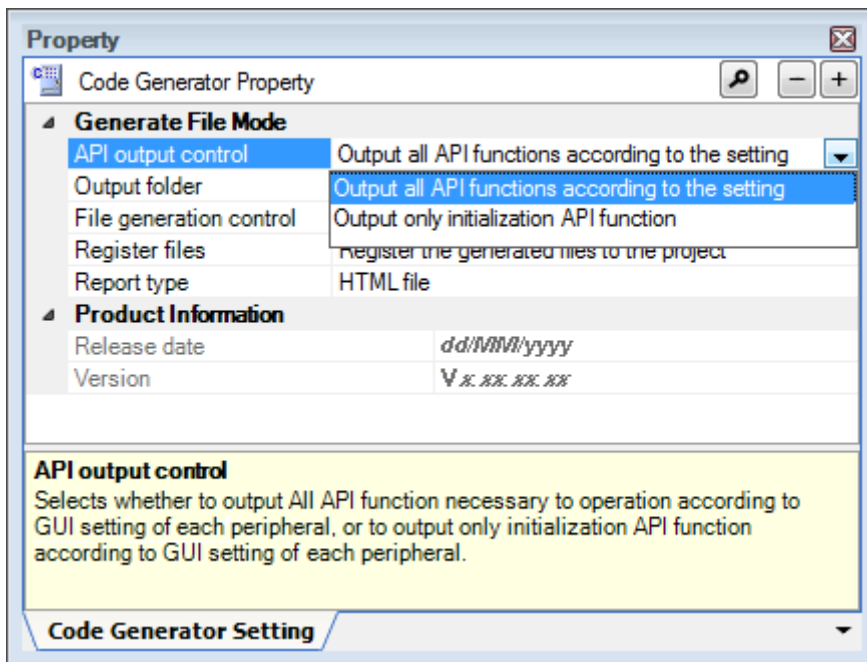 Property
Code Generator Property
Generate File Mode
API output control Output all API functions according to the setting
Output folder Output all API functions according to the setting
File generation control Output only initialization API function
Register files Register the generated files to the project
Report type HTML file
Product Information
Release date dd/MM/yyyy
Version Vx.xx.xx.xx
API output control
Selects whether to output All API function necessary to operation according to
GUI setting of each peripheral, or to output only initialization API function
according to GUI setting of each peripheral.
Code Generator Setting